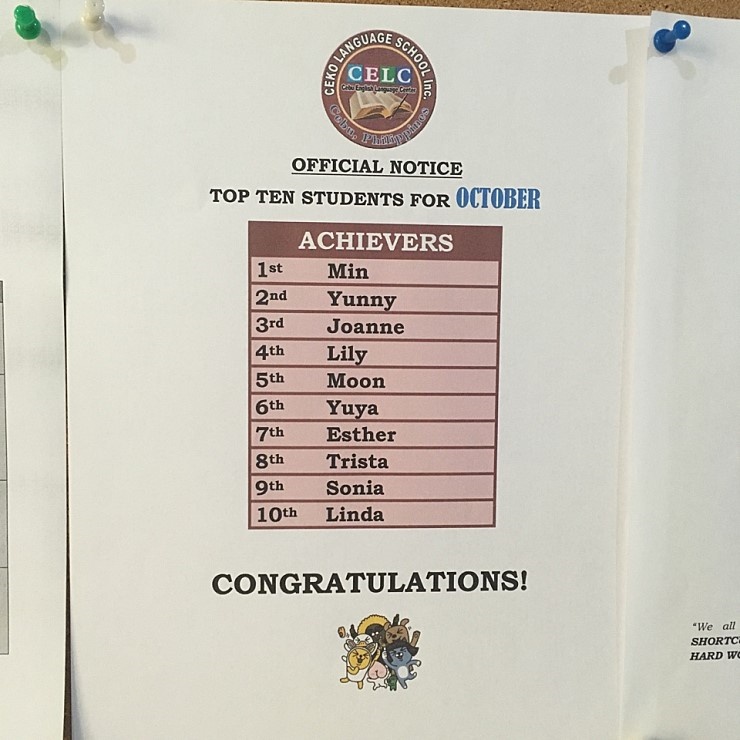 CEKO LANGUAGE SCHOOL Inc.
CELC
Cebu English Language Center
Cebu, Philippines
OFFICIAL NOTICE
TOP TEN STUDENTS FOR OCTOBER
ACHIEVERS
1st Min
2nd Yunny
3rd Joanne
4th Lily
5th Moon
6th Yuya
7th Esther
8th Trista
9th Sonia
10th Linda
CONGRATULATIONS!
"We all
SHORTC
HARD WO